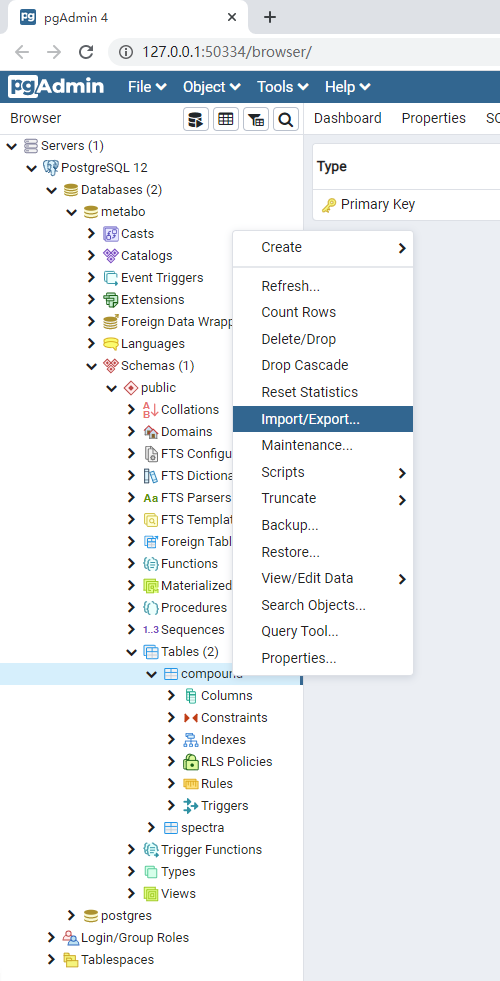 pgAdmin 4
127.0.0.1:50334/browser/
pgAdmin File Object Tools Help
Browser
Dashboard Properties
Servers (1)
PostgreSQL 12
Databases (2)
metabo
Casts
Catalogs
Event Triggers
Extensions
Foreign Data Wrapp
Languages
Schemas (1)
public
Collations
Domains
FTS Configu
FTS Dictiona
FTS Parsers
FTS Templat
Foreign Tabl
Functions
Materialized
Procedures
1..3 Sequences
Tables (2)
compound
Columns
Constraints
Indexes
RLS Policies
Rules
Triggers
spectra
Trigger Functions
Types
Views
postgres
Login/Group Roles
Tablespaces
Type
Primary Key
Create
Refresh...
Count Rows
Delete/Drop
Drop Cascade
Reset Statistics
Import/Export...
Maintenance...
Scripts
Truncate
Backup...
Restore...
View/Edit Data
Search Objects...
Query Tool...
Properties...